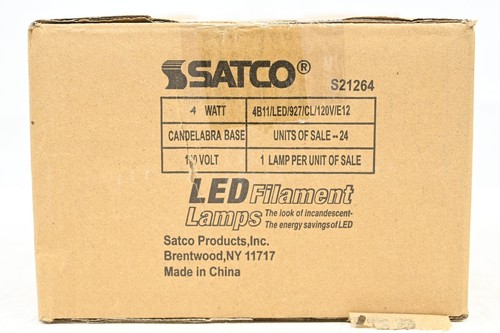 SATCO®
S21264
4 WATT 4B11/LED/927/CL/120V/E12
CANDELABRA BASE UNITS OF SALE -- 24
VOLT 1 LAMP PER UNIT OF SALE
LED Filament
Lamps The look of incandescent-
The energy savings of LED
Satco Products,Inc.
Brentwood,NY 11717
Made in China